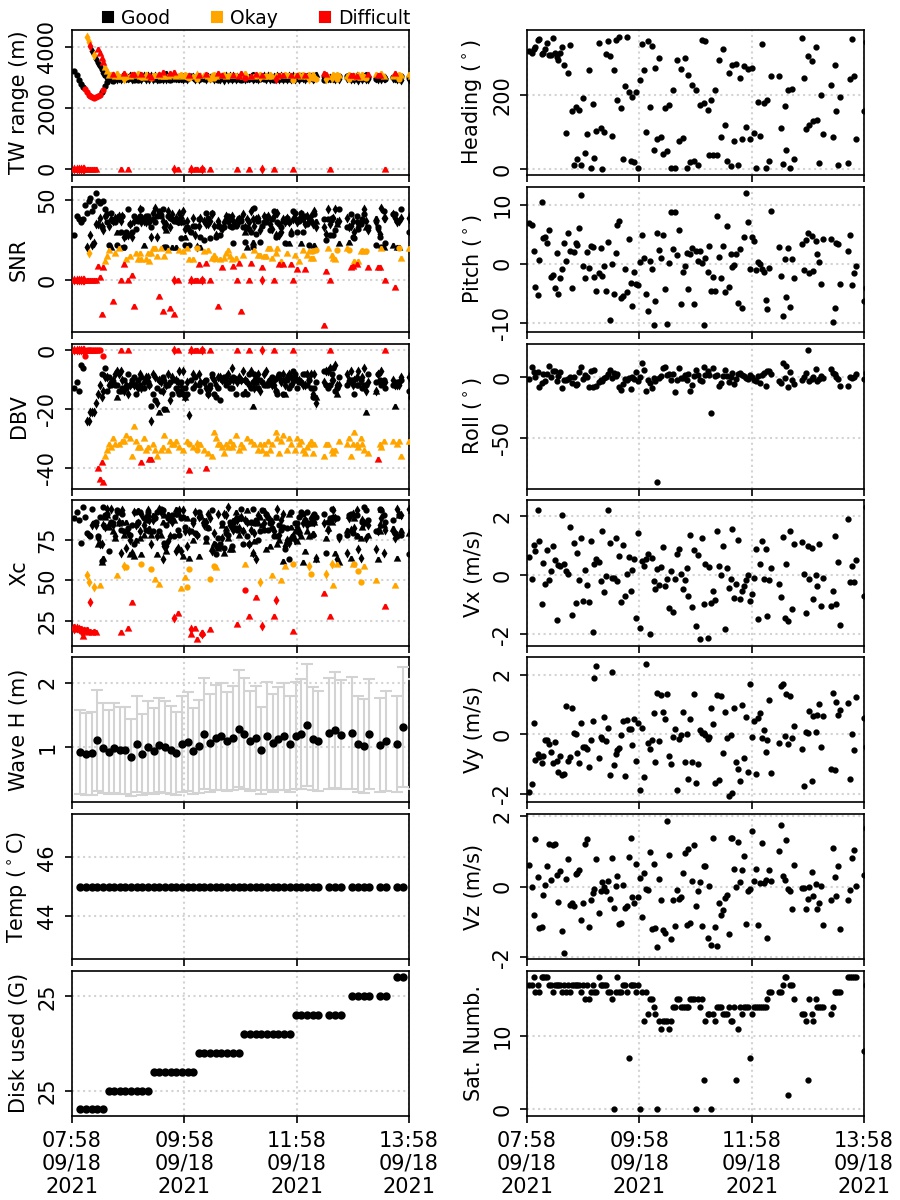 Good Okay Difficult
TW range (m)
4000
2000
0
Heading (°)
200
0
SNR
50
0
Pitch (°)
10
0
-10
DBV
0
-20
-40
Roll (°)
0
-50
Xc
75
50
25
Vx (m/s)
2
0
-2
Wave H (m)
2
1
Vy (m/s)
2
0
-2
Temp (°C)
46
44
Vz (m/s)
2
0
-2
Disk used (G)
25
25
Sat. Numb.
10
0
07:58 09:58 11:58 13:58
09/18 09/18 09/18 09/18
2021 2021 2021 2021
07:58 09:58 11:58 13:58
09/18 09/18 09/18 09/18
2021 2021 2021 2021